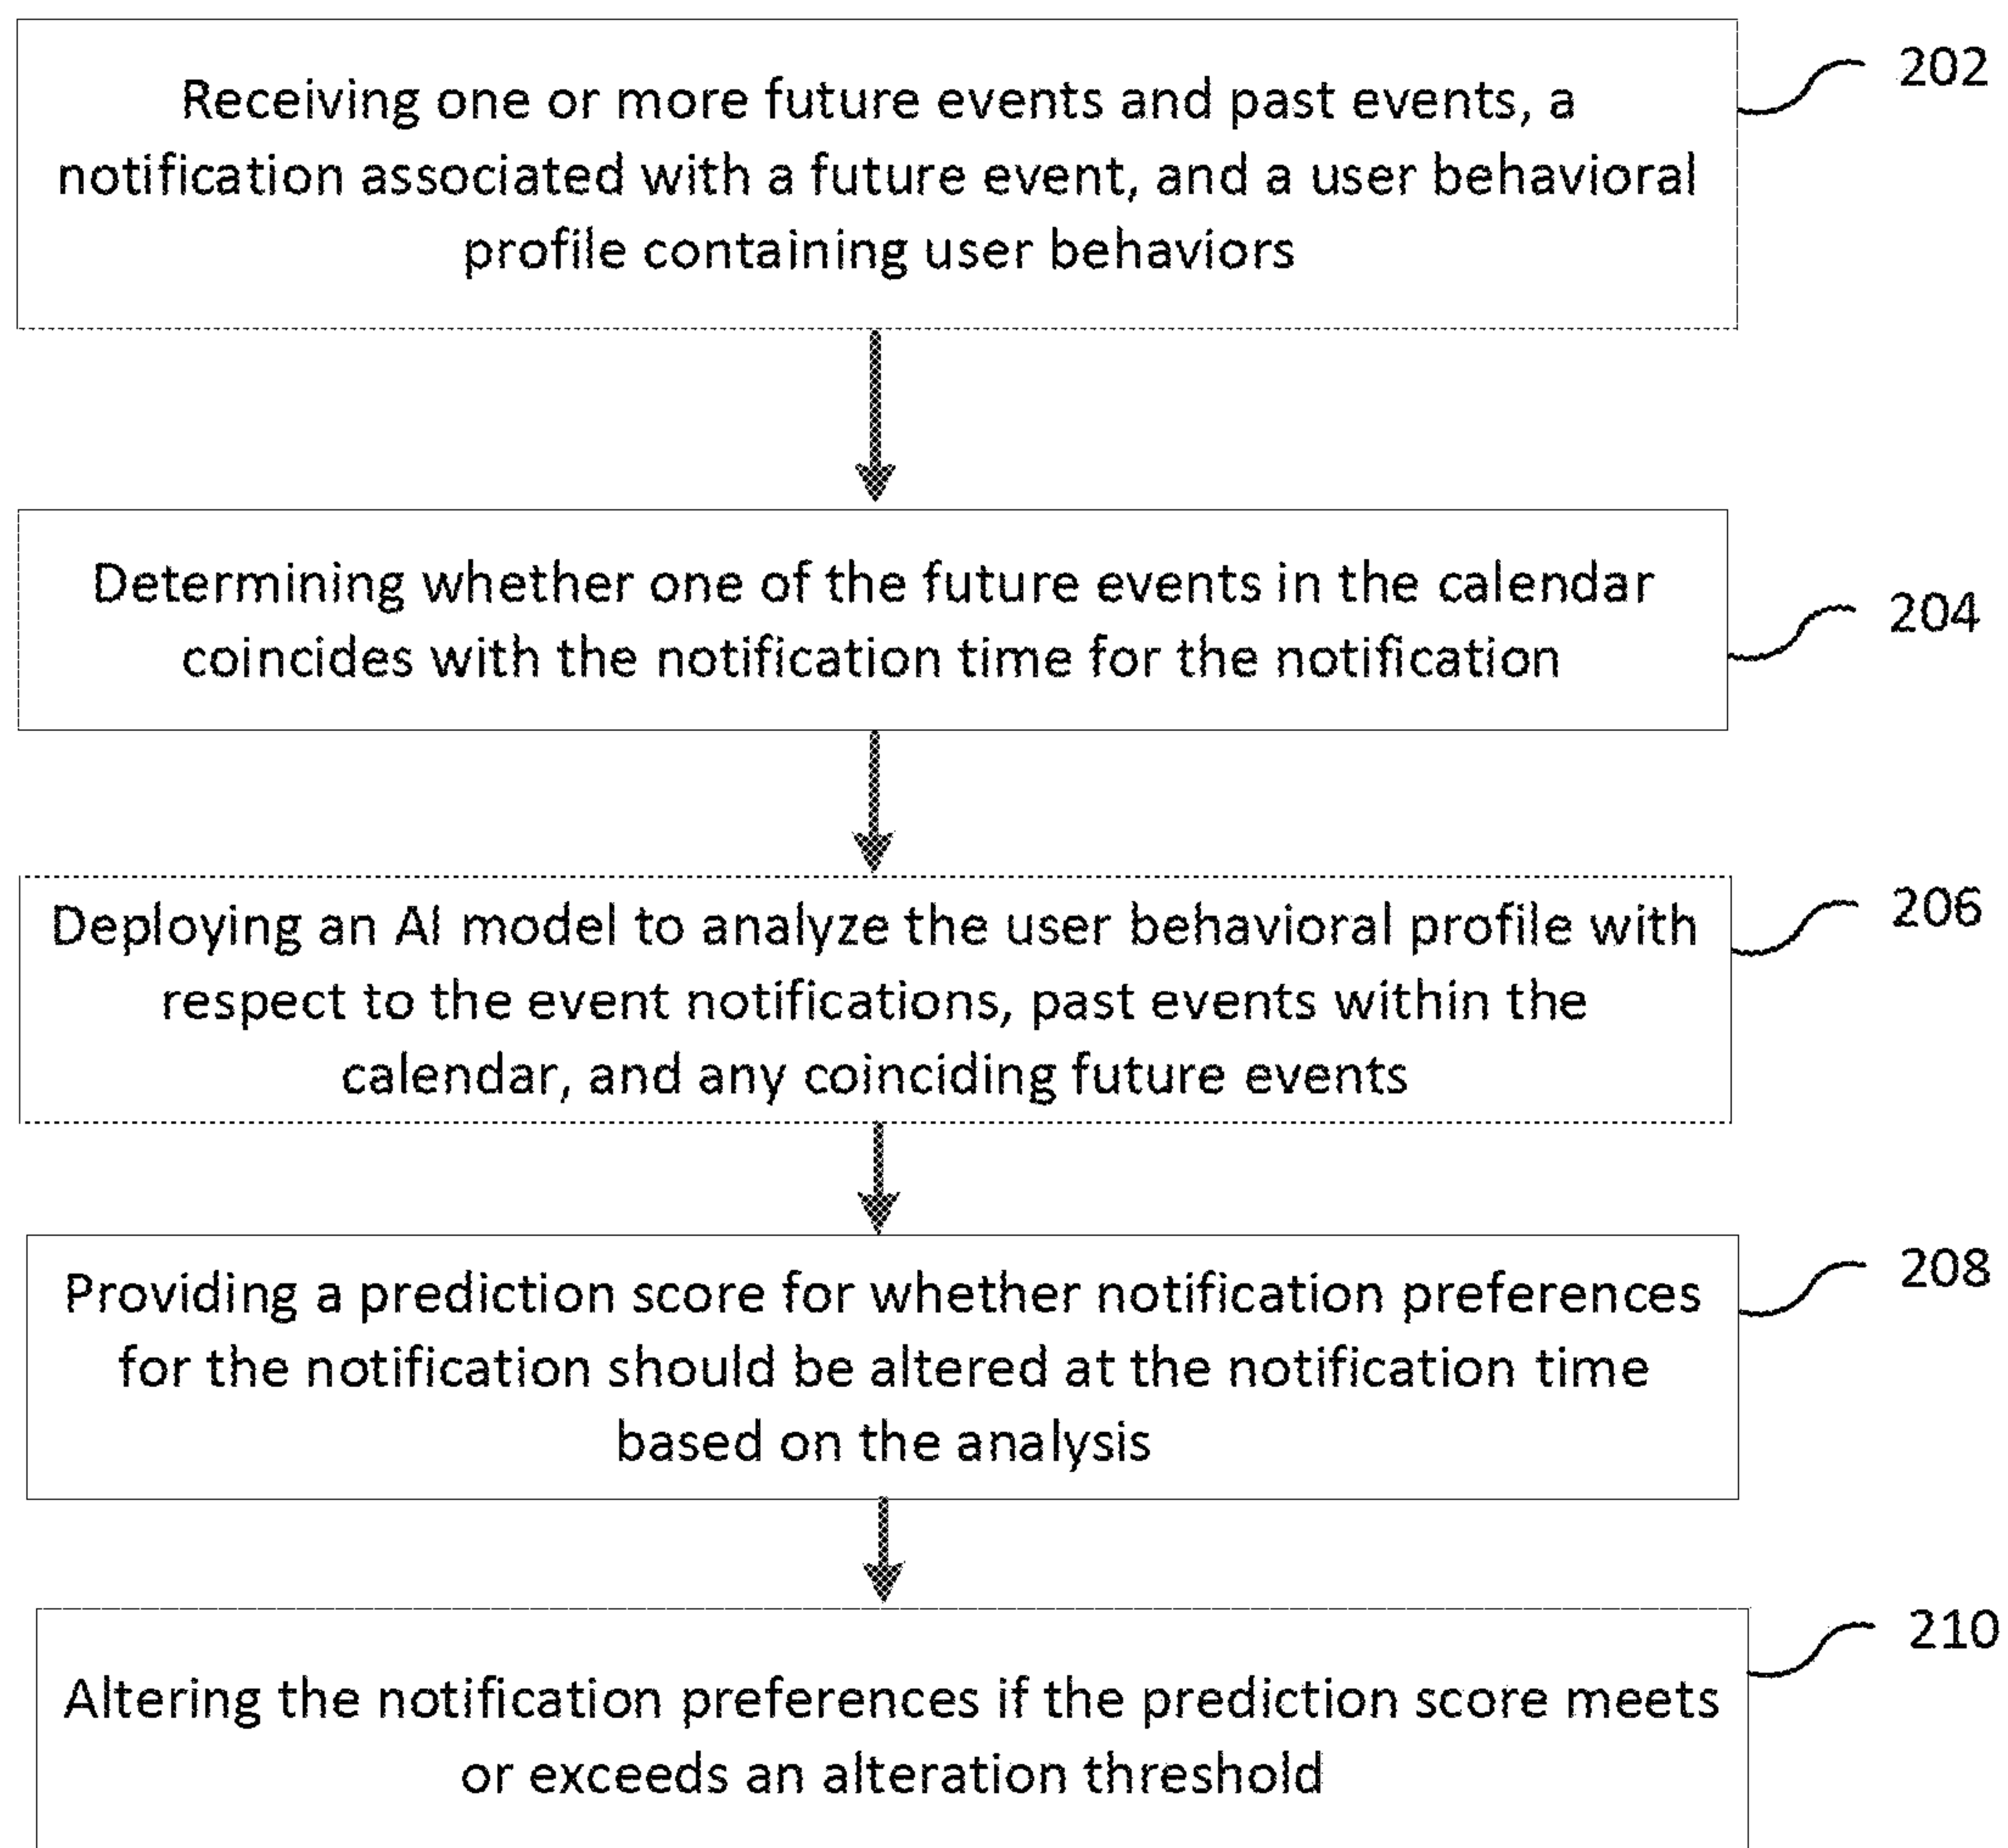 Receiving one or more future events and past events, a
notification associated with a future event, and a user behavioral
profile containing user behaviors
202
Determining whether one of the future events in the calendar
coincides with the notification time for the notification
204
Deploying an AI model to analyze the user behavioral profile with
respect to the event notifications, past events within the
calendar, and any coinciding future events
206
Providing a prediction score for whether notification preferences
for the notification should be altered at the notification time
based on the analysis
208
Altering the notification preferences if the prediction score meets
or exceeds an alteration threshold
210